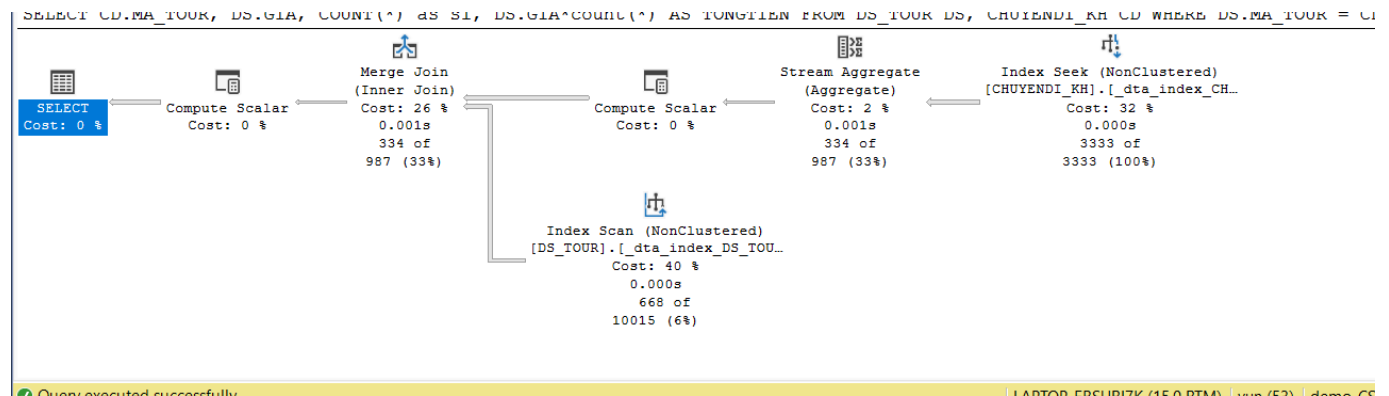 SELECT CD.MA_TOUR, DS.GIA, COUNT(*) as sl, DS.GIA*count(*) AS TONGTIEN FROM DS_TOUR DS, CHUYENDI_KH CD WHERE DS.MA_TOUR =
SELECT
Cost: 0 %
Compute Scalar
Cost: 0 %
Merge Join
(Inner Join)
Cost: 26 %
0.001s
334 of
987 (33%)
Compute Scalar
Cost: 0 %
Stream Aggregate
(Aggregate)
Cost: 2 %
0.001s
334 of
987 (33%)
Index Seek (NonClustered)
[CHUYENDI_KH].[_dta_index_CH…
Cost: 32 %
0.000s
3333 of
3333 (100%)
Index Scan (NonClustered)
[DS_TOUR].[_dta_index_DS_TOU…
Cost: 40 %
0.000s
668 of
10015 (6%)
Query executed successfully
(15.0 RTM) (53)